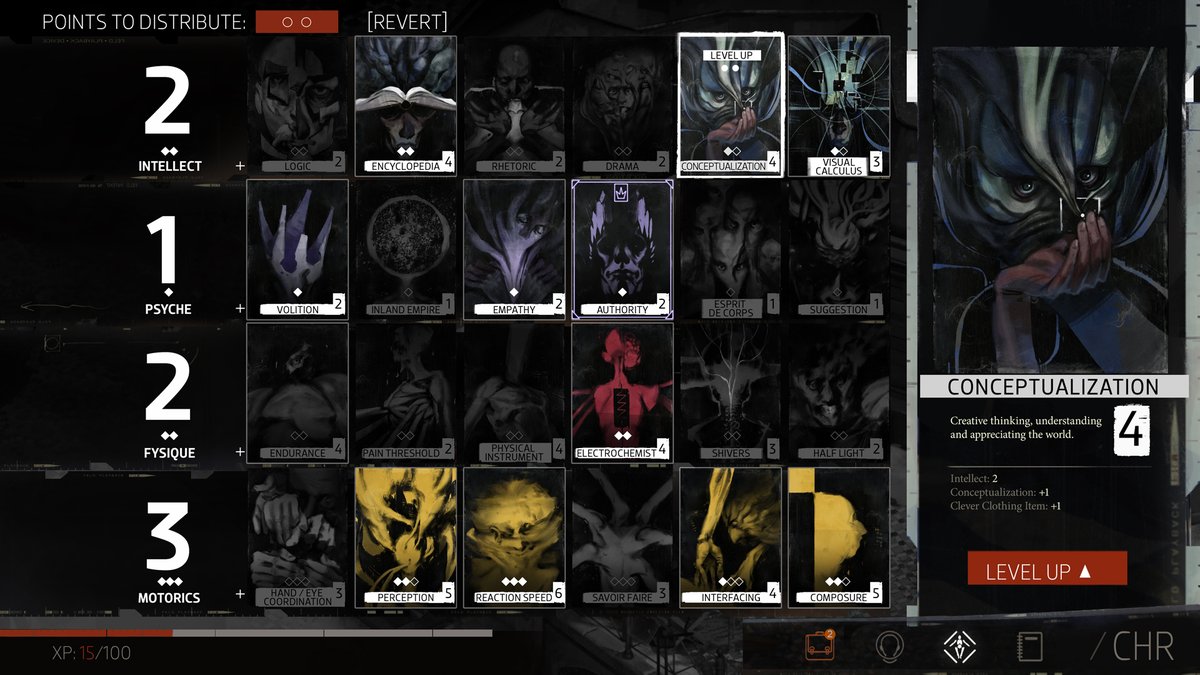 POINTS TO DISTRIBUTE:
[REVERT]
2
INTELLECT
+
LOGIC 2
ENCYCLOPEDIA 4
RHETORIC 2
DRAMA 2
LEVEL UP
CONCEPTUALIZATION 4
VISUAL
CALCULUS 3
1
PSYCHE
+
VOLITION 2
INLAND EMPIRE 1
EMPATHY 2
AUTHORITY 2
ESPRIT
DE CORPS 1
SUGGESTION 1
2
FYSIQUE
+
ENDURANCE 4
PAIN THRESHOLD 2
PHYSICAL
INSTRUMENT 4
ELECTROCHEMIST 4
SHIVERS 3
HALF LIGHT 2
3
MOTORICS
+
HAND / EYE
COORDINATION 3
PERCEPTION 5
REACTION SPEED 6
SAVOIR FAIRE 3
INTERFACING 4
COMPOSURE 5
CONCEPTUALIZATION
Creative thinking, understanding
and appreciating the world.
4
Intellect: 2
Conceptualization: +1
Clever Clothing Item: +1
LEVEL UP
XP: 15/100
2
/ CHR